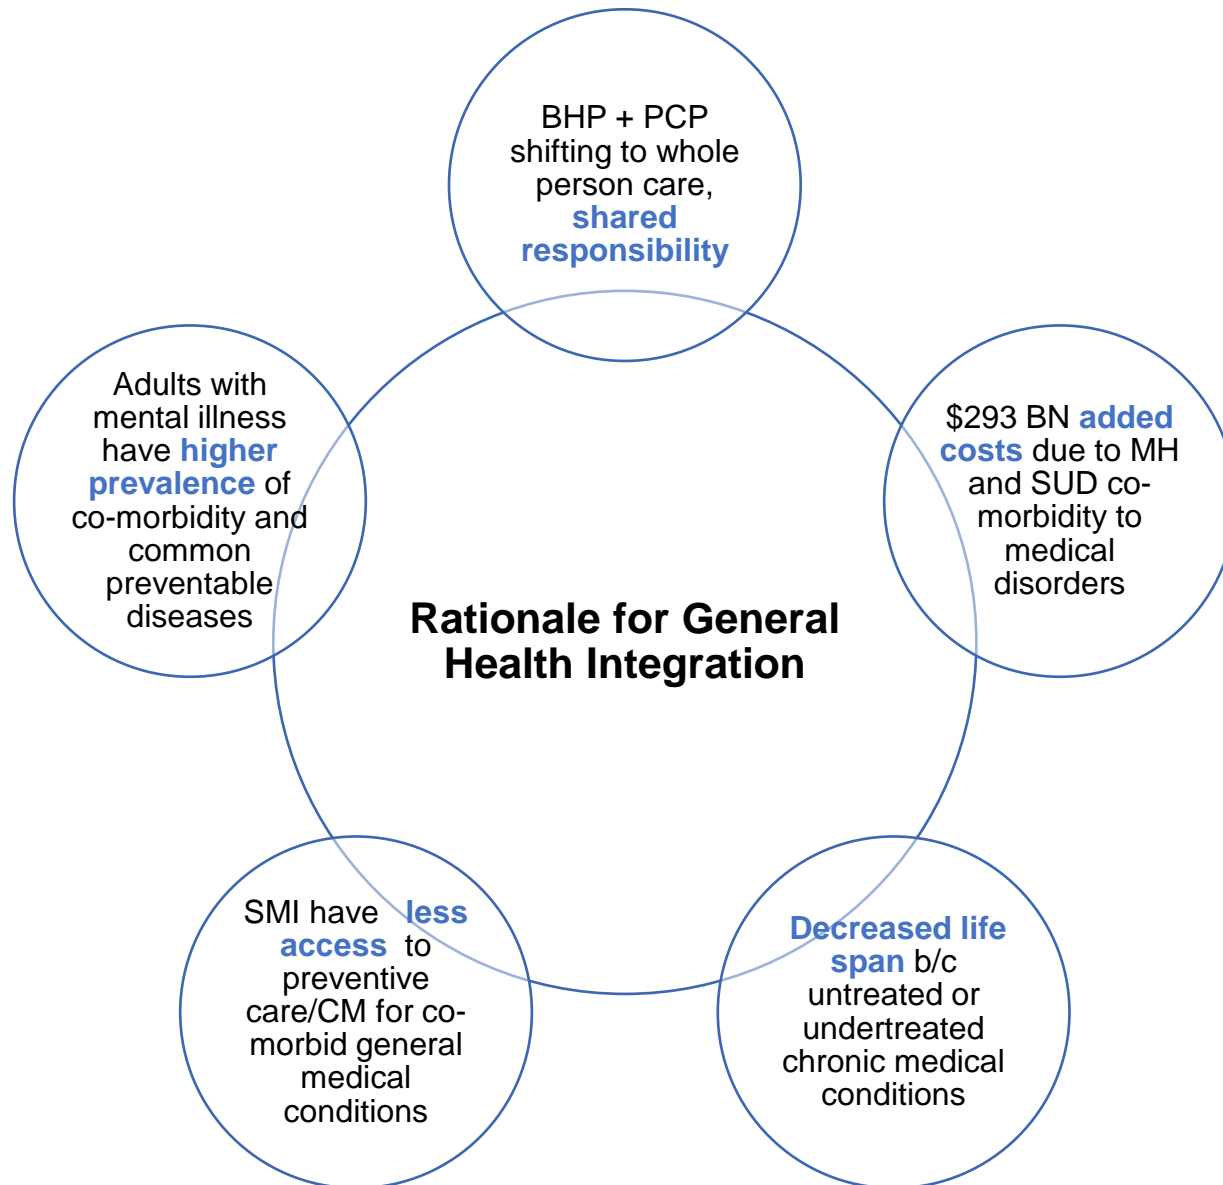 BHP + PCP
shifting to whole
person care,
shared
responsibility
$293 BN added
costs due to MH
and SUD co-
morbidity to
medical
disorders
Decreased life
span b/c
untreated or
undertreated
chronic medical
conditions
SMI have less
access to
preventive
care/CM for co-
morbid general
medical
conditions
Adults with
mental illness
have higher
prevalence of
co-morbidity and
common
preventable
diseases
Rationale for General
Health Integration